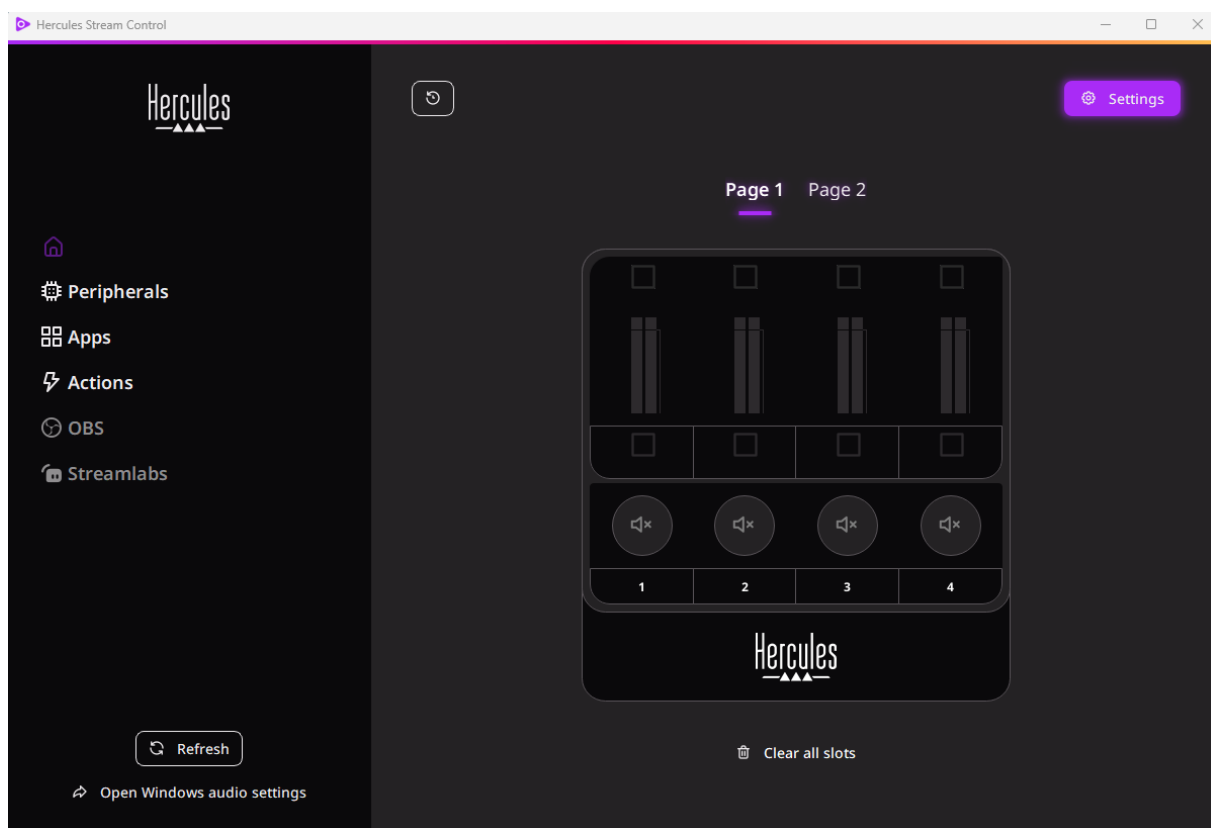 Hercules Stream Control
Hercules
Settings
Page 1 Page 2
Peripherals
Apps
Actions
OBS
Streamlabs
1 2 3 4
Hercules
Refresh
Clear all slots
Open Windows audio settings